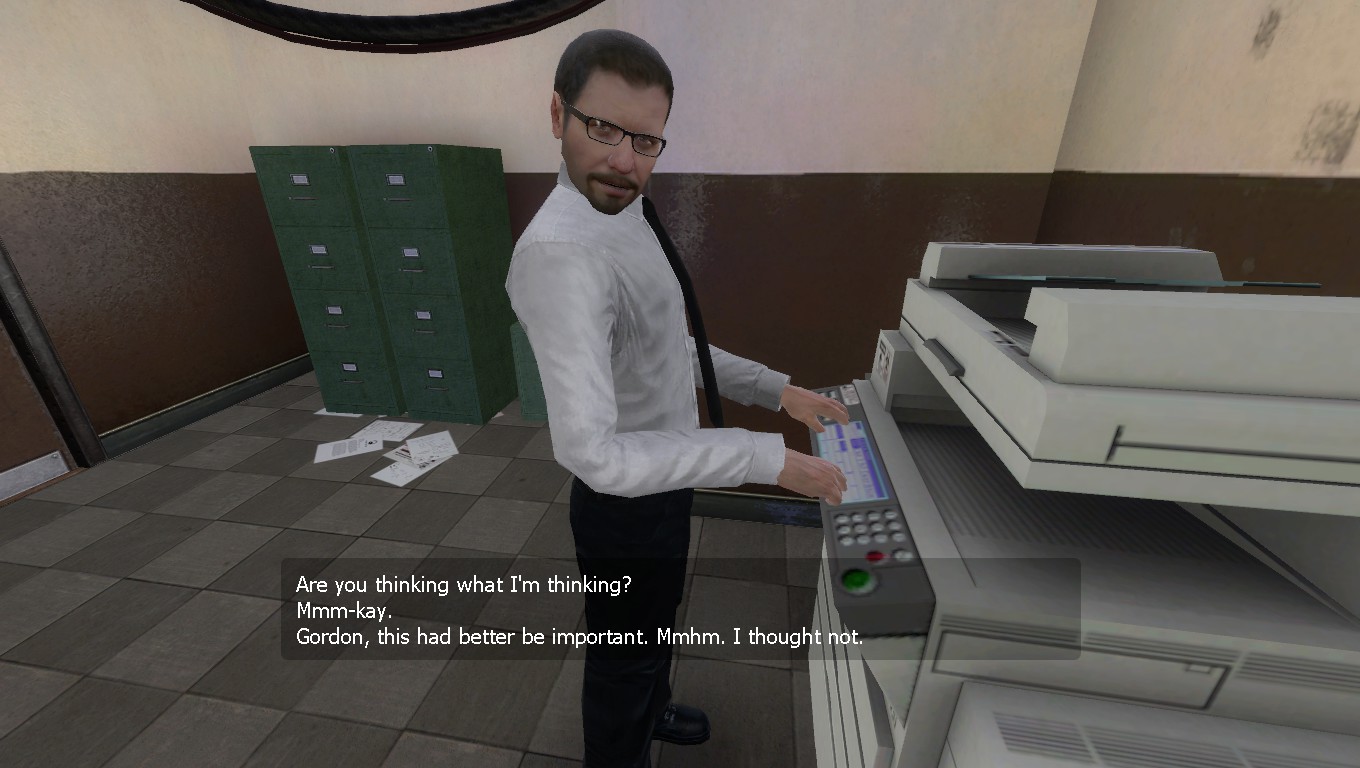 Are you thinking what I'm thinking?
Mmm-kay.
Gordon, this had better be important. Mmhm. I thought not.